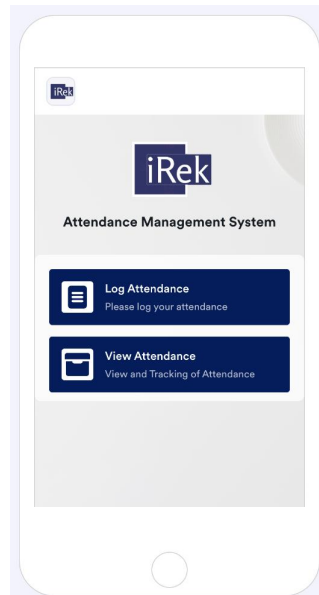 iRek
iRek
Attendance Management System
Log Attendance
Please log your attendance
View Attendance
View and Tracking of Attendance